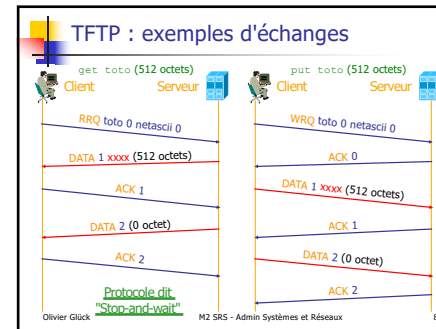 TFTP : exemples d'échanges
get toto (512 octets)
Client
Serveur
RRQ toto 0 netascii 0
DATA 1 xxxx (512 octets)
ACK 1
DATA 2 (0 octet)
ACK 2
Protocole dit
"Stop-and-wait"
put toto (512 octets)
Client
Serveur
WRQ toto 0 netascii 0
ACK 0
DATA 1 xxxx (512 octets)
ACK 1
DATA 2 (0 octet)
ACK 2
Olivier Glück
M2 SRS - Admin Systèmes et Réseaux